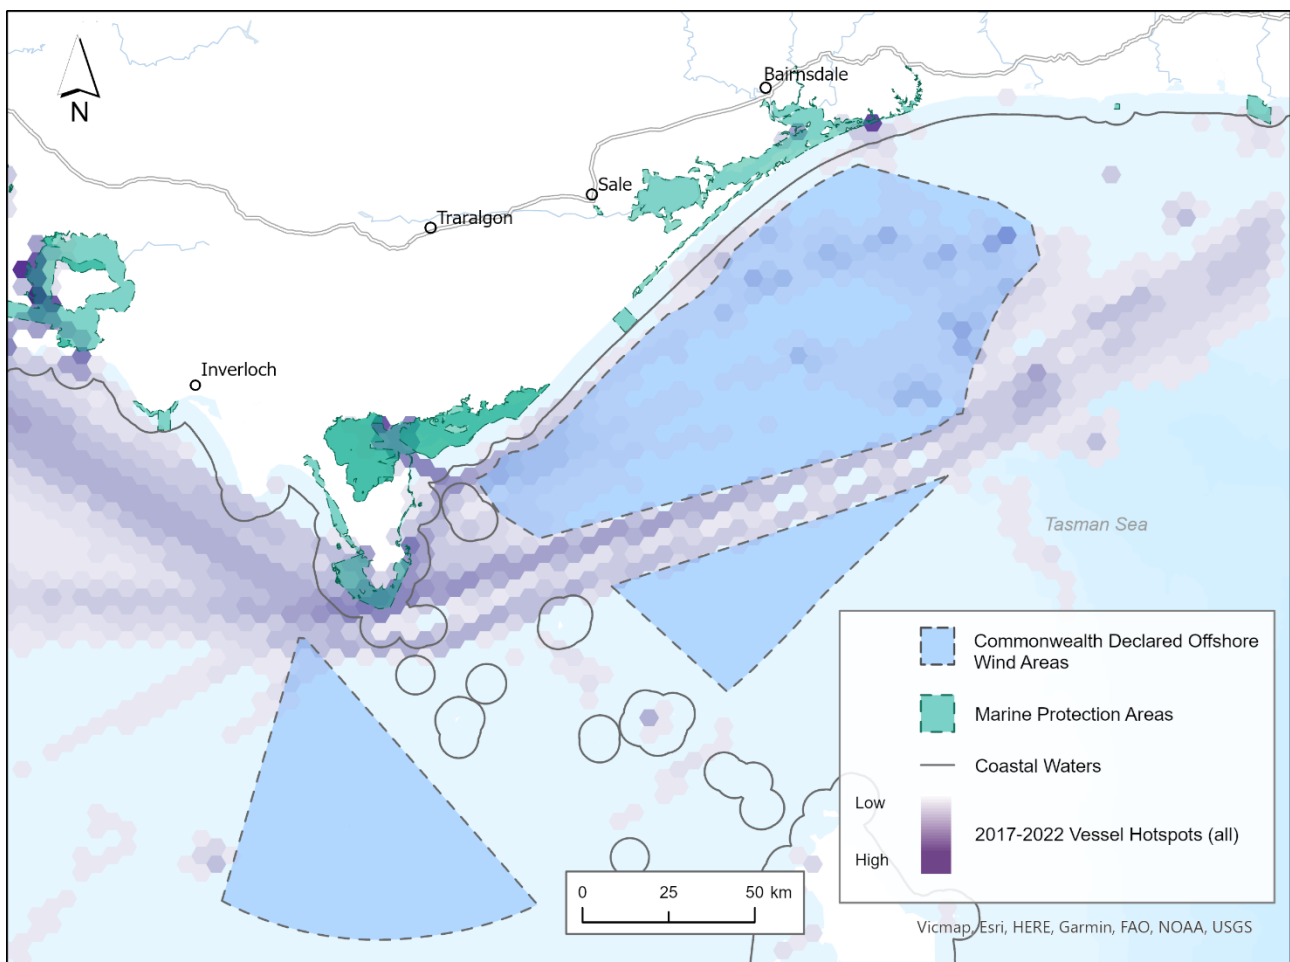 N
Bairnsdale
Sale
Traralgon
Inverloch
Tasman Sea
Commonwealth Declared Offshore
Wind Areas
Marine Protection Areas
Coastal Waters
Low
2017-2022 Vessel Hotspots (all)
High
0 25 50 km
Vicmap, Esri, HERE, Garmin, FAO, NOAA, USGS